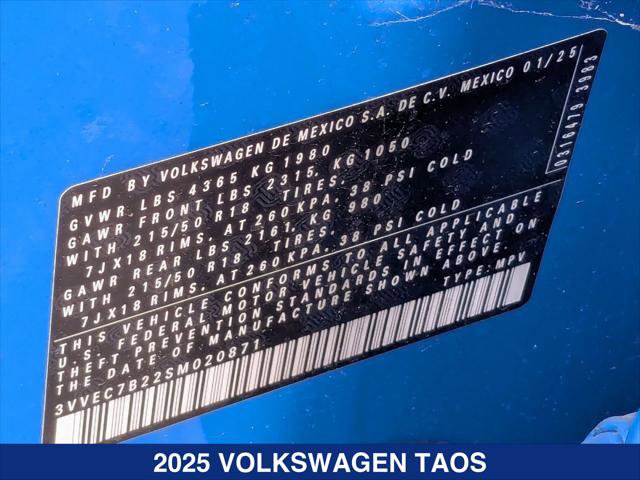 MFD BY VOLKSWAGEN DE MEXICO S.A. DE C.V. MEXICO 01/25
GVWR LBS 4365 KG 1980
GAWR FRONT LBS 2315, KG 1050
WITH 215/50 R18 TIRES,
7JX18 RIMS, AT 260 KPA, 38 PSI COLD
GAWR REAR LBS 2161, KG 980
WITH 215/50 R18 TIRES,
7JX18 RIMS, AT 260KPA, 38 PSI COLD
THIS VEHICLE CONFORMS TO ALL APPLICABLE
U.S. FEDERAL MOTOR VEHICLE SAFETY AND
THEFT PREVENTION STANDARDS IN EFFECT ON
THE DATE OF MANUFACTURE SHOWN ABOVE.
TYPE: MPV
3VVEC7B22SM020871
0316479 3983
2025 VOLKSWAGEN TAOS